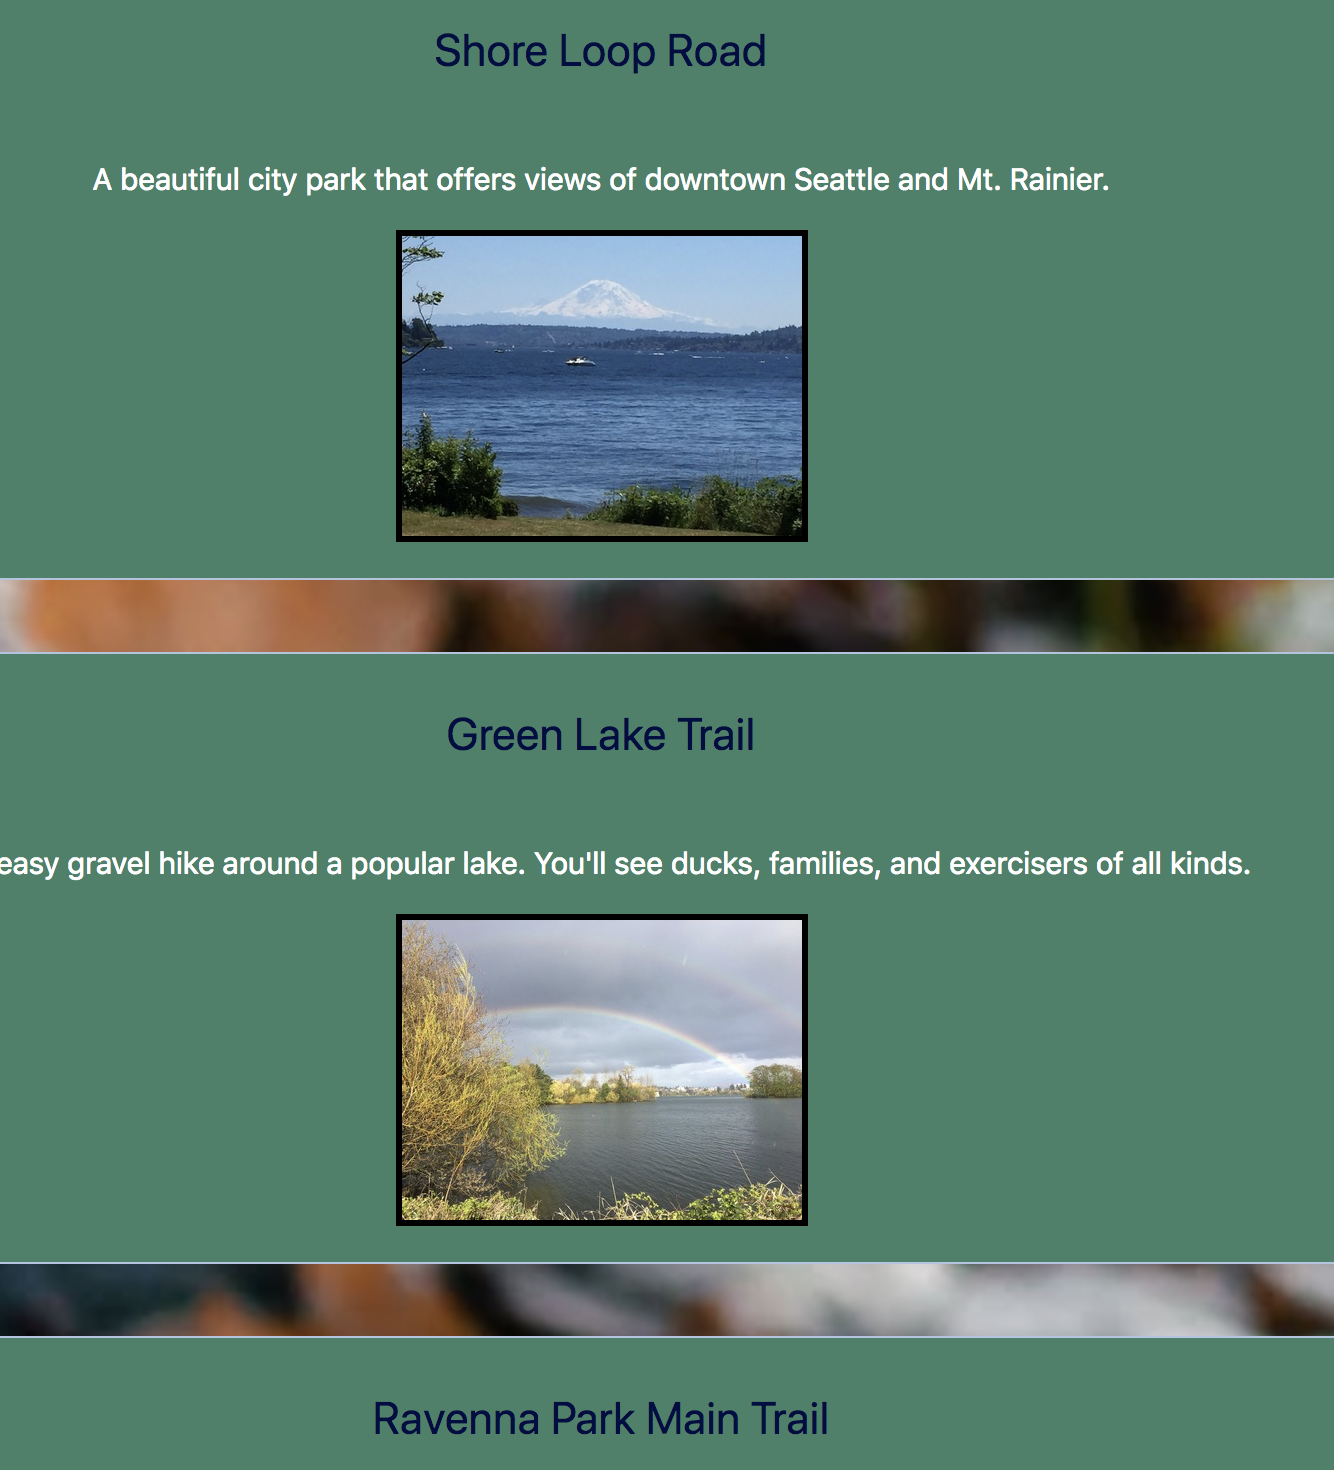 Shore Loop Road
A beautiful city park that offers views of downtown Seattle and Mt. Rainier.
Green Lake Trail
easy gravel hike around a popular lake. You'll see ducks, families, and exercisers of all kinds.
Ravenna Park Main Trail